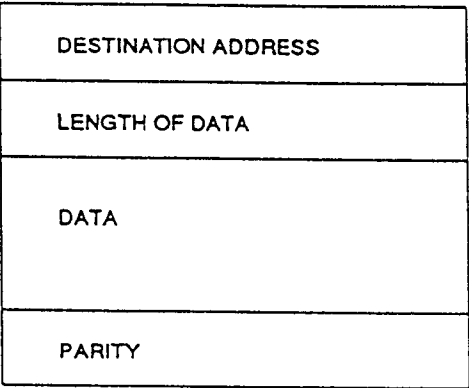 DESTINATION ADDRESS
LENGTH OF DATA
DATA
PARITY